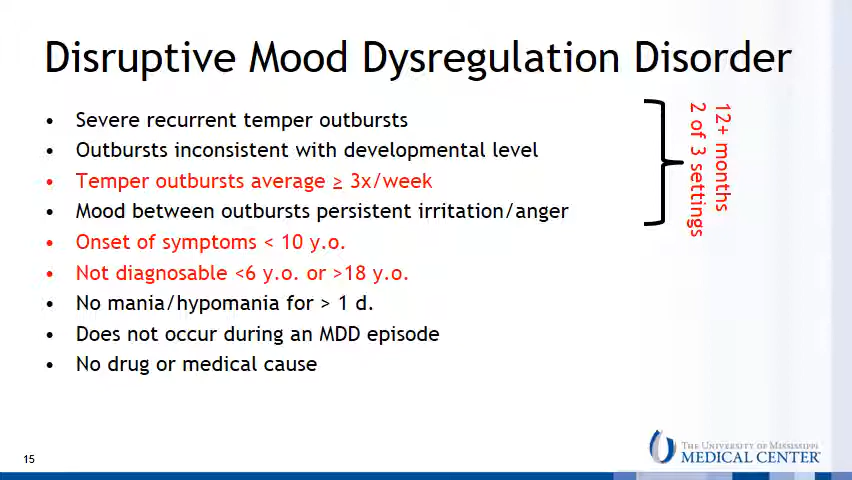 Disruptive Mood Dysregulation Disorder
• Severe recurrent temper outbursts
• Outbursts inconsistent with developmental level
• Temper outbursts average ≥ 3x/week
• Mood between outbursts persistent irritation/anger
• Onset of symptoms < 10 y.o.
• Not diagnosable <6 y.o. or >18 y.o.
• No mania/hypomania for > 1 d.
• Does not occur during an MDD episode
• No drug or medical cause
12+ months
2 of 3 settings
15
THE UNIVERSITY OF MISSISSIPPI
MEDICAL CENTER